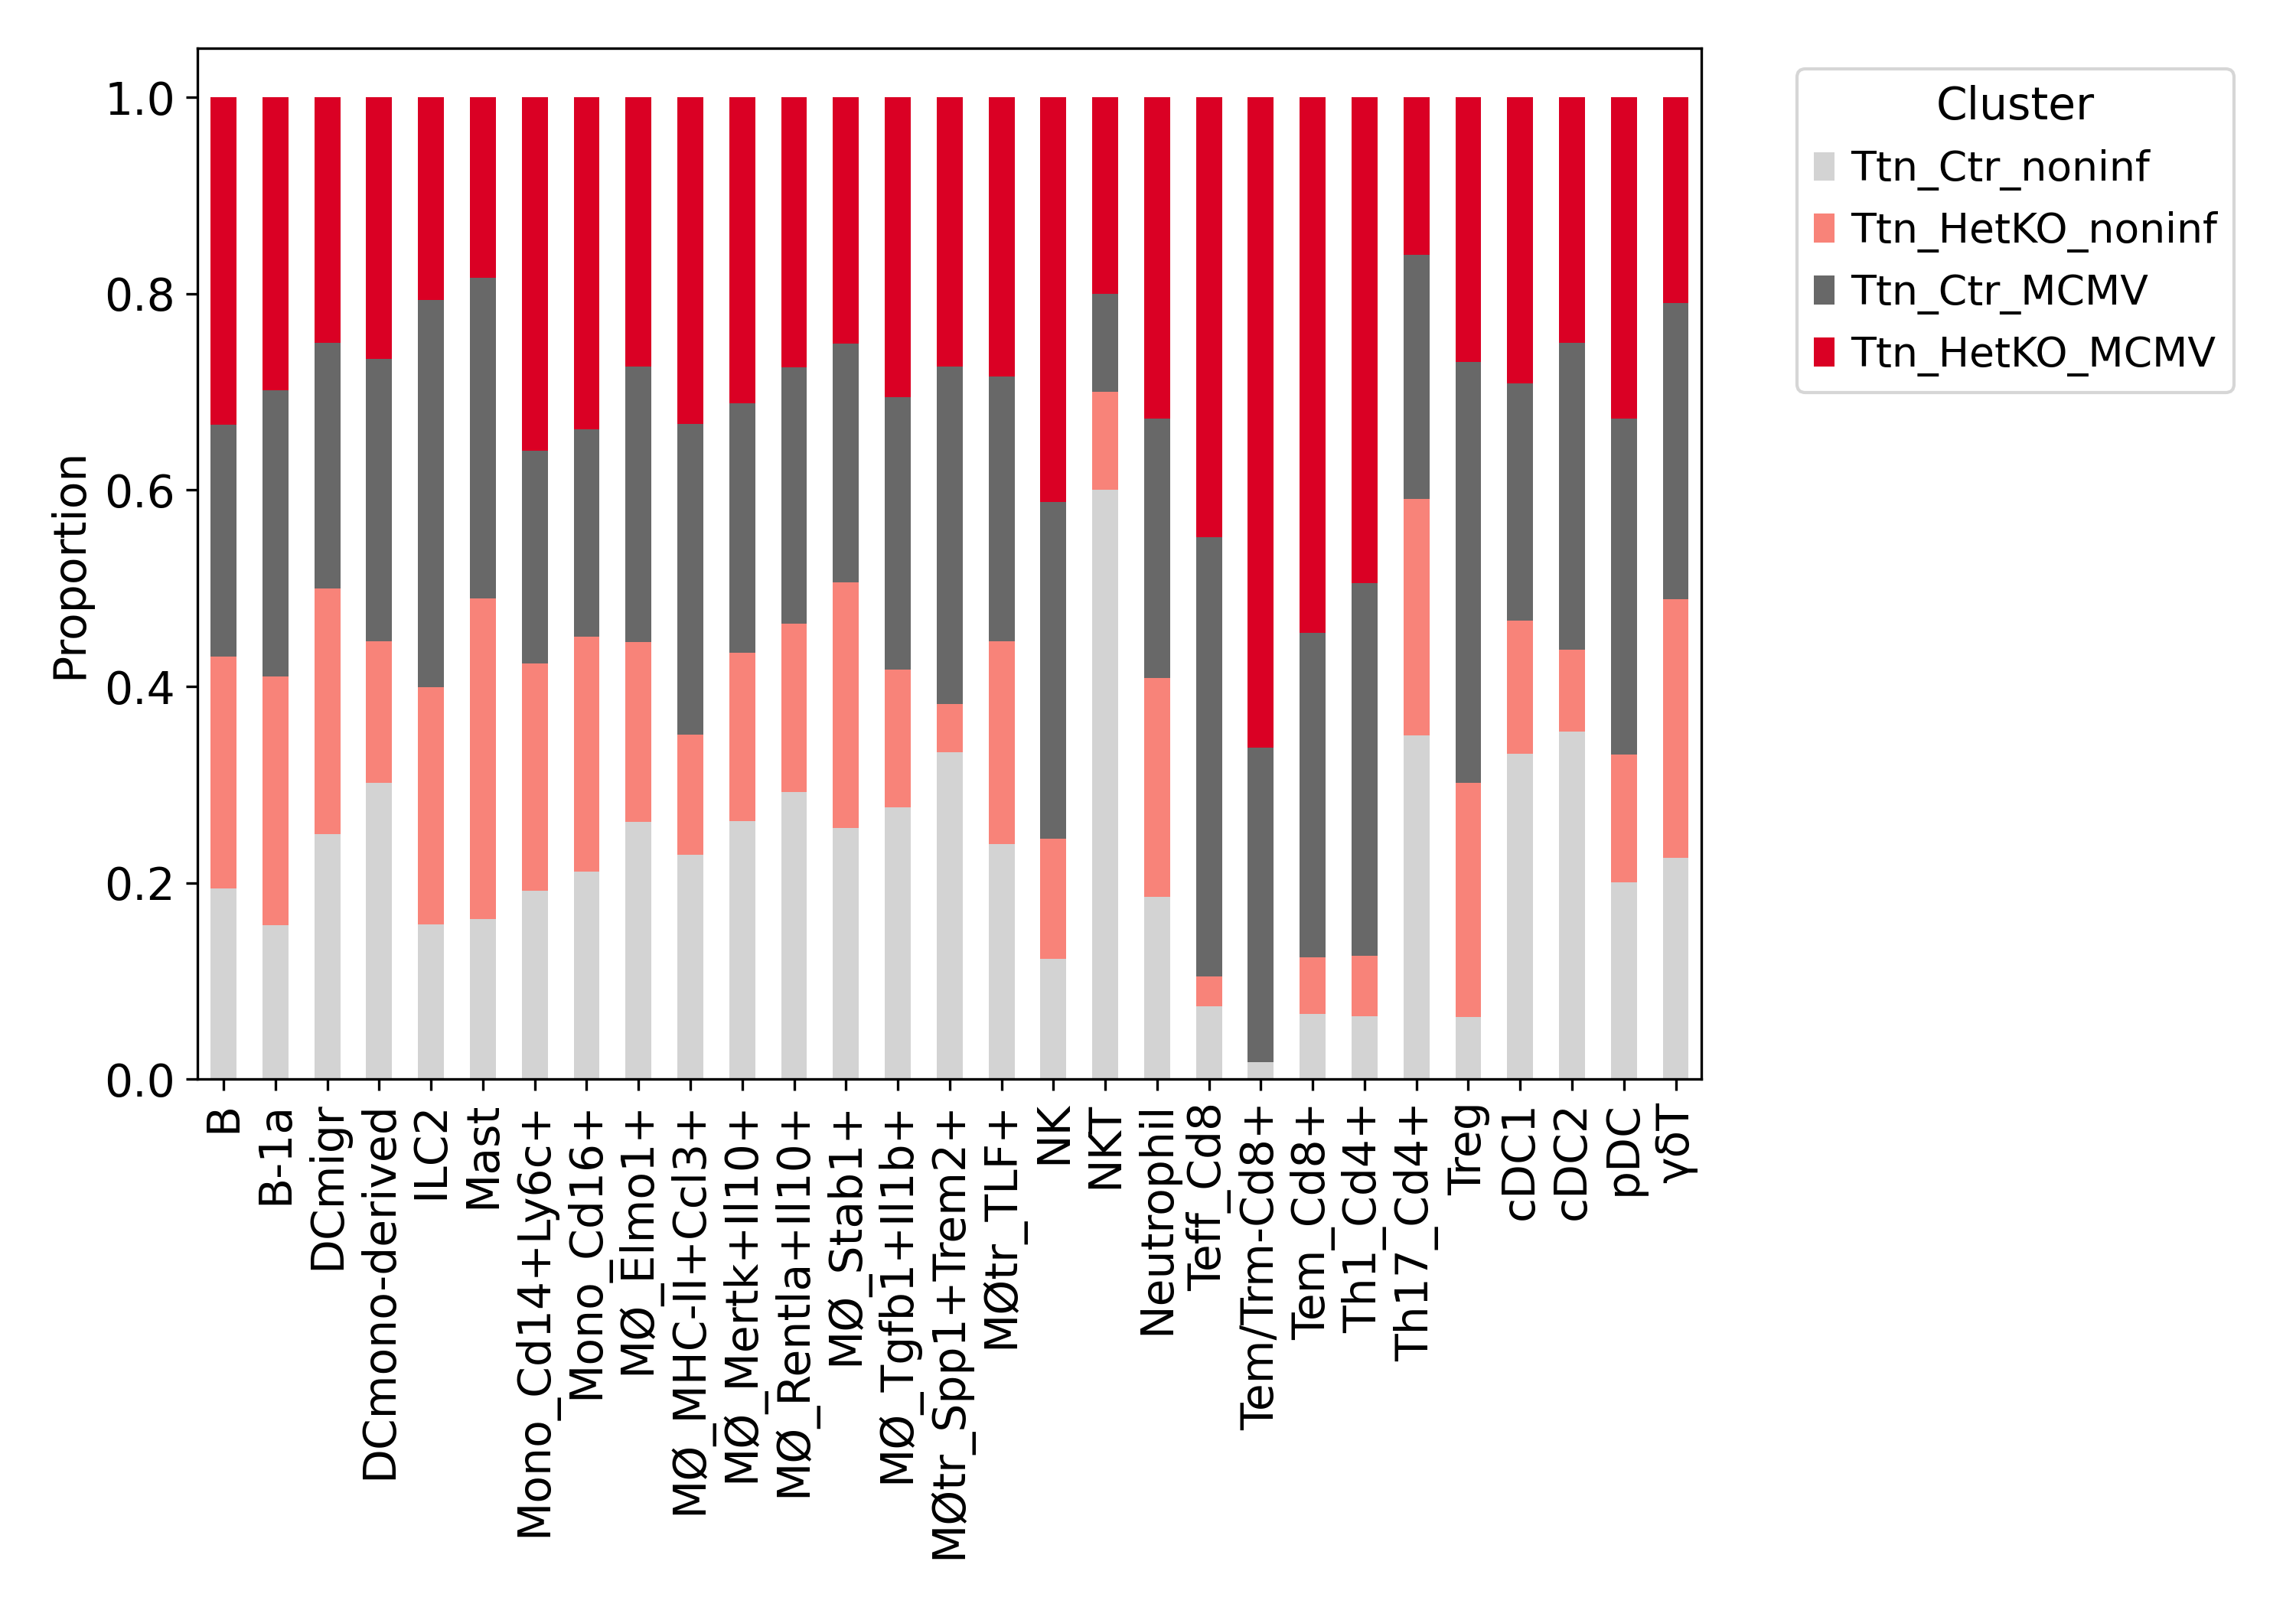 Proportion
1.0
0.8
0.6
0.4
0.2
0.0
B
B-1a
DCmigr
DCmono-derived
ILC2
Mast
Mono_Cd14+Ly6c+
Mono_Cd16+
MØ_Elmo1+
MØ_MHC-II+Ccl3+
MØ_Mertk+Il10+
MØ_Rentla+Il10+
MØ_Stab1+
MØ_Tgfb1+Il1b+
MØtr_Spp1+Trem2+
MØtr_TLF+
NK
NKT
Neutrophil
Teff_Cd8
Tem/Trm-Cd8+
Tem_Cd8+
Th1_Cd4+
Th17_Cd4+
Treg
cDC1
cDC2
pDC
γδT
Cluster
Ttn_Ctr_noninf
Ttn_HetKO_noninf
Ttn_Ctr_MCMV
Ttn_HetKO_MCMV